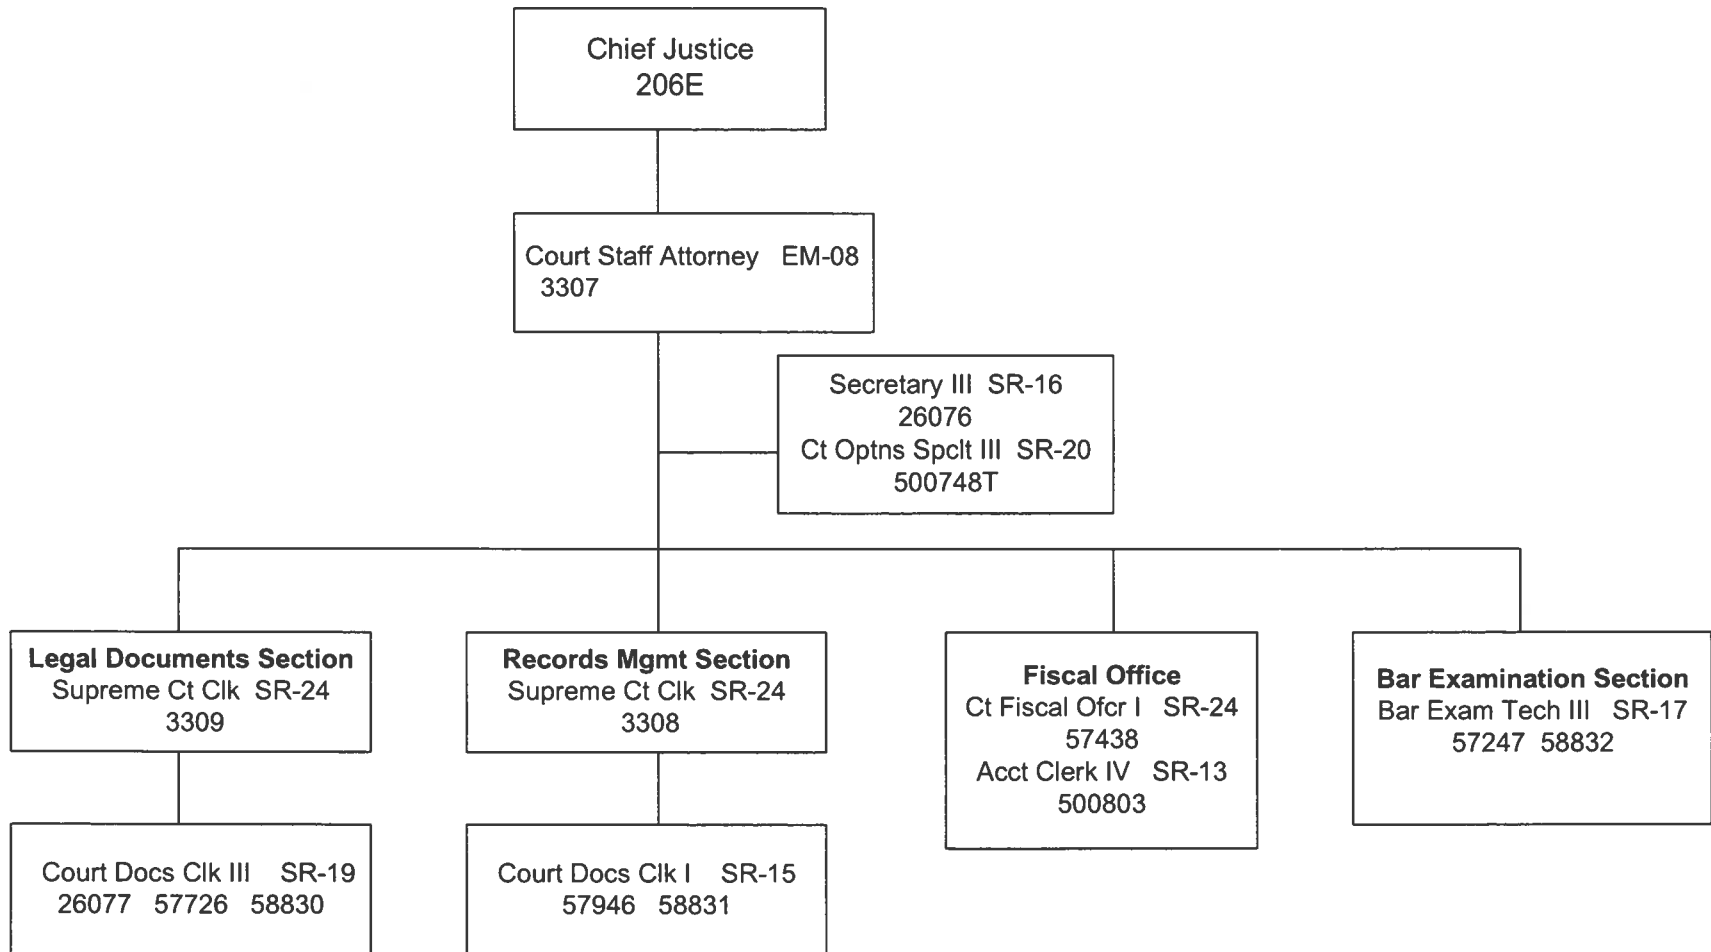 Chief Justice
206E
Court Staff Attorney EM-08
3307
Secretary III SR-16
26076
Ct Optns Spclt III SR-20
500748T
Legal Documents Section
Supreme Ct Clk SR-24
3309
Records Mgmt Section
Supreme Ct Clk SR-24
3308
Fiscal Office
Ct Fiscal Ofcr I SR-24
57438
Acct Clerk IV SR-13
500803
Bar Examination Section
Bar Exam Tech III SR-17
57247 58832
Court Docs Clk III SR-19
26077 57726 58830
Court Docs Clk I SR-15
57946 58831